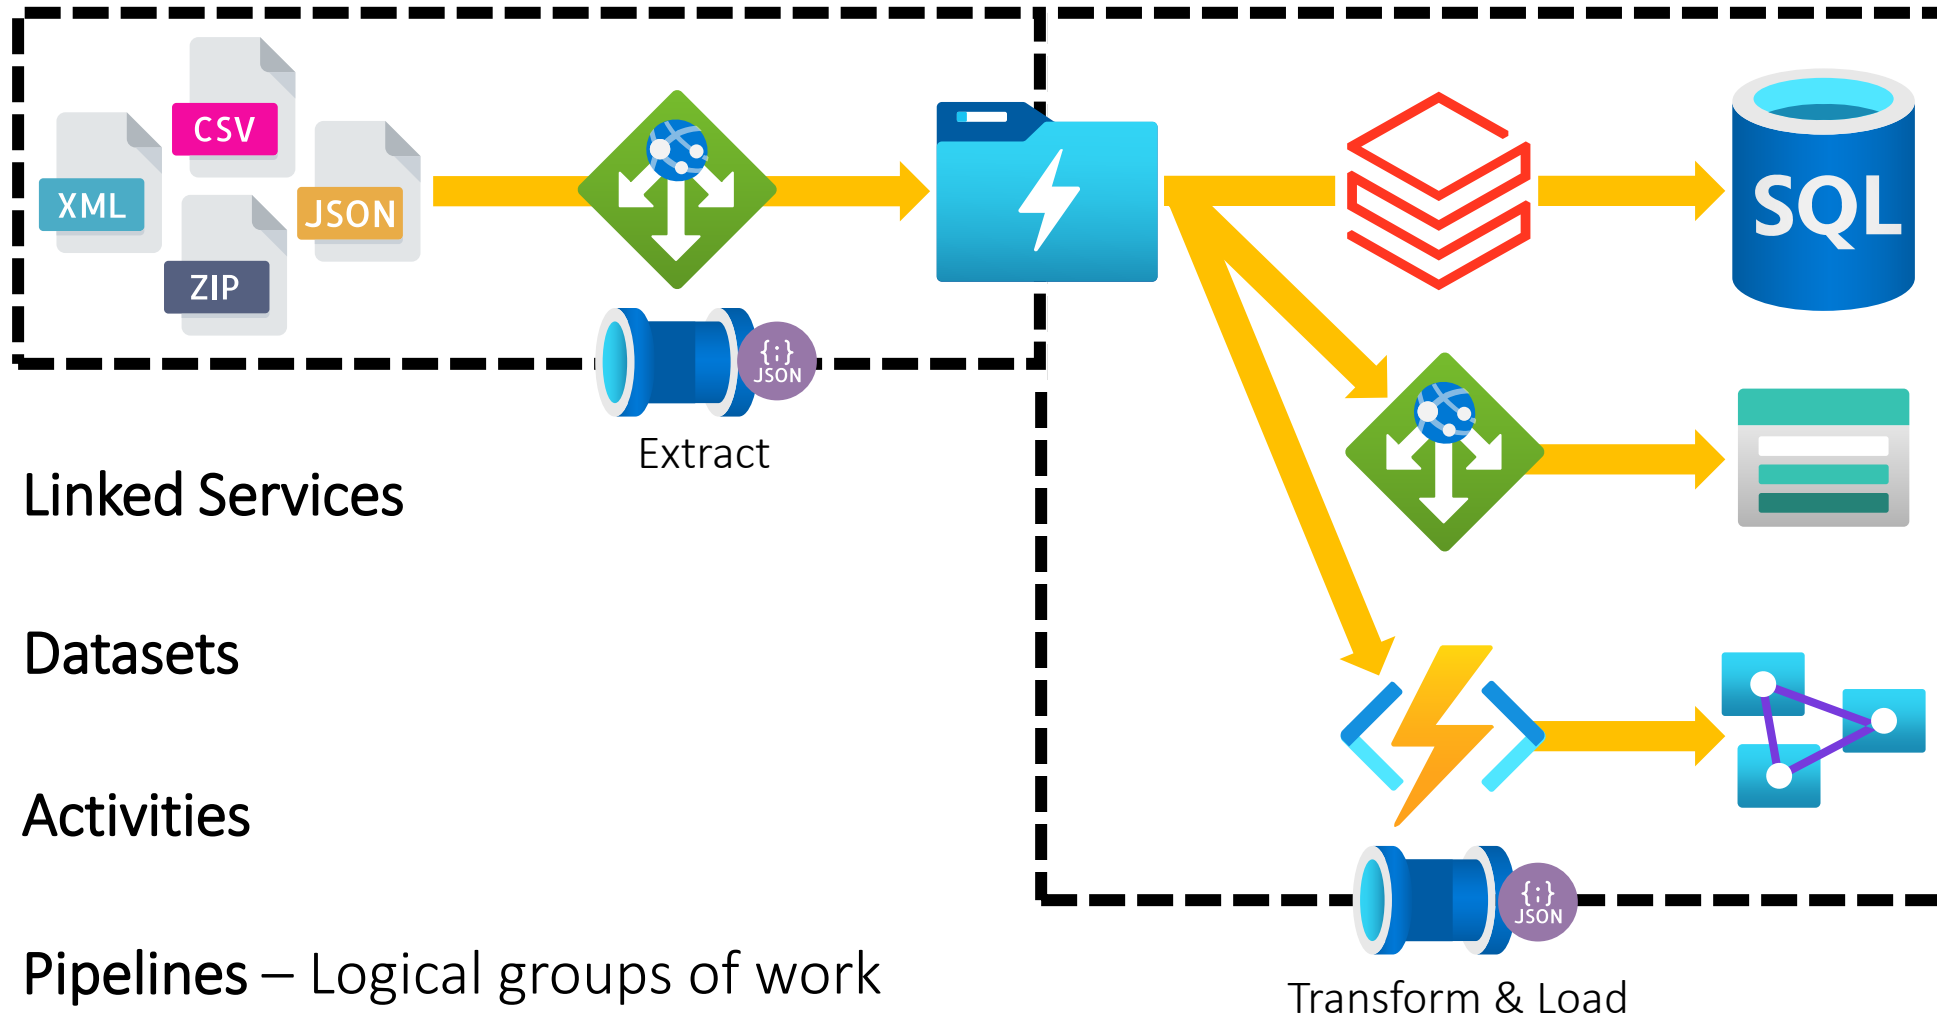 CSV
XML
JSON
ZIP
SQL
{;}
JSON
Extract
Linked Services
Datasets
Activities
{;}
JSON
Pipelines – Logical groups of work
Transform & Load